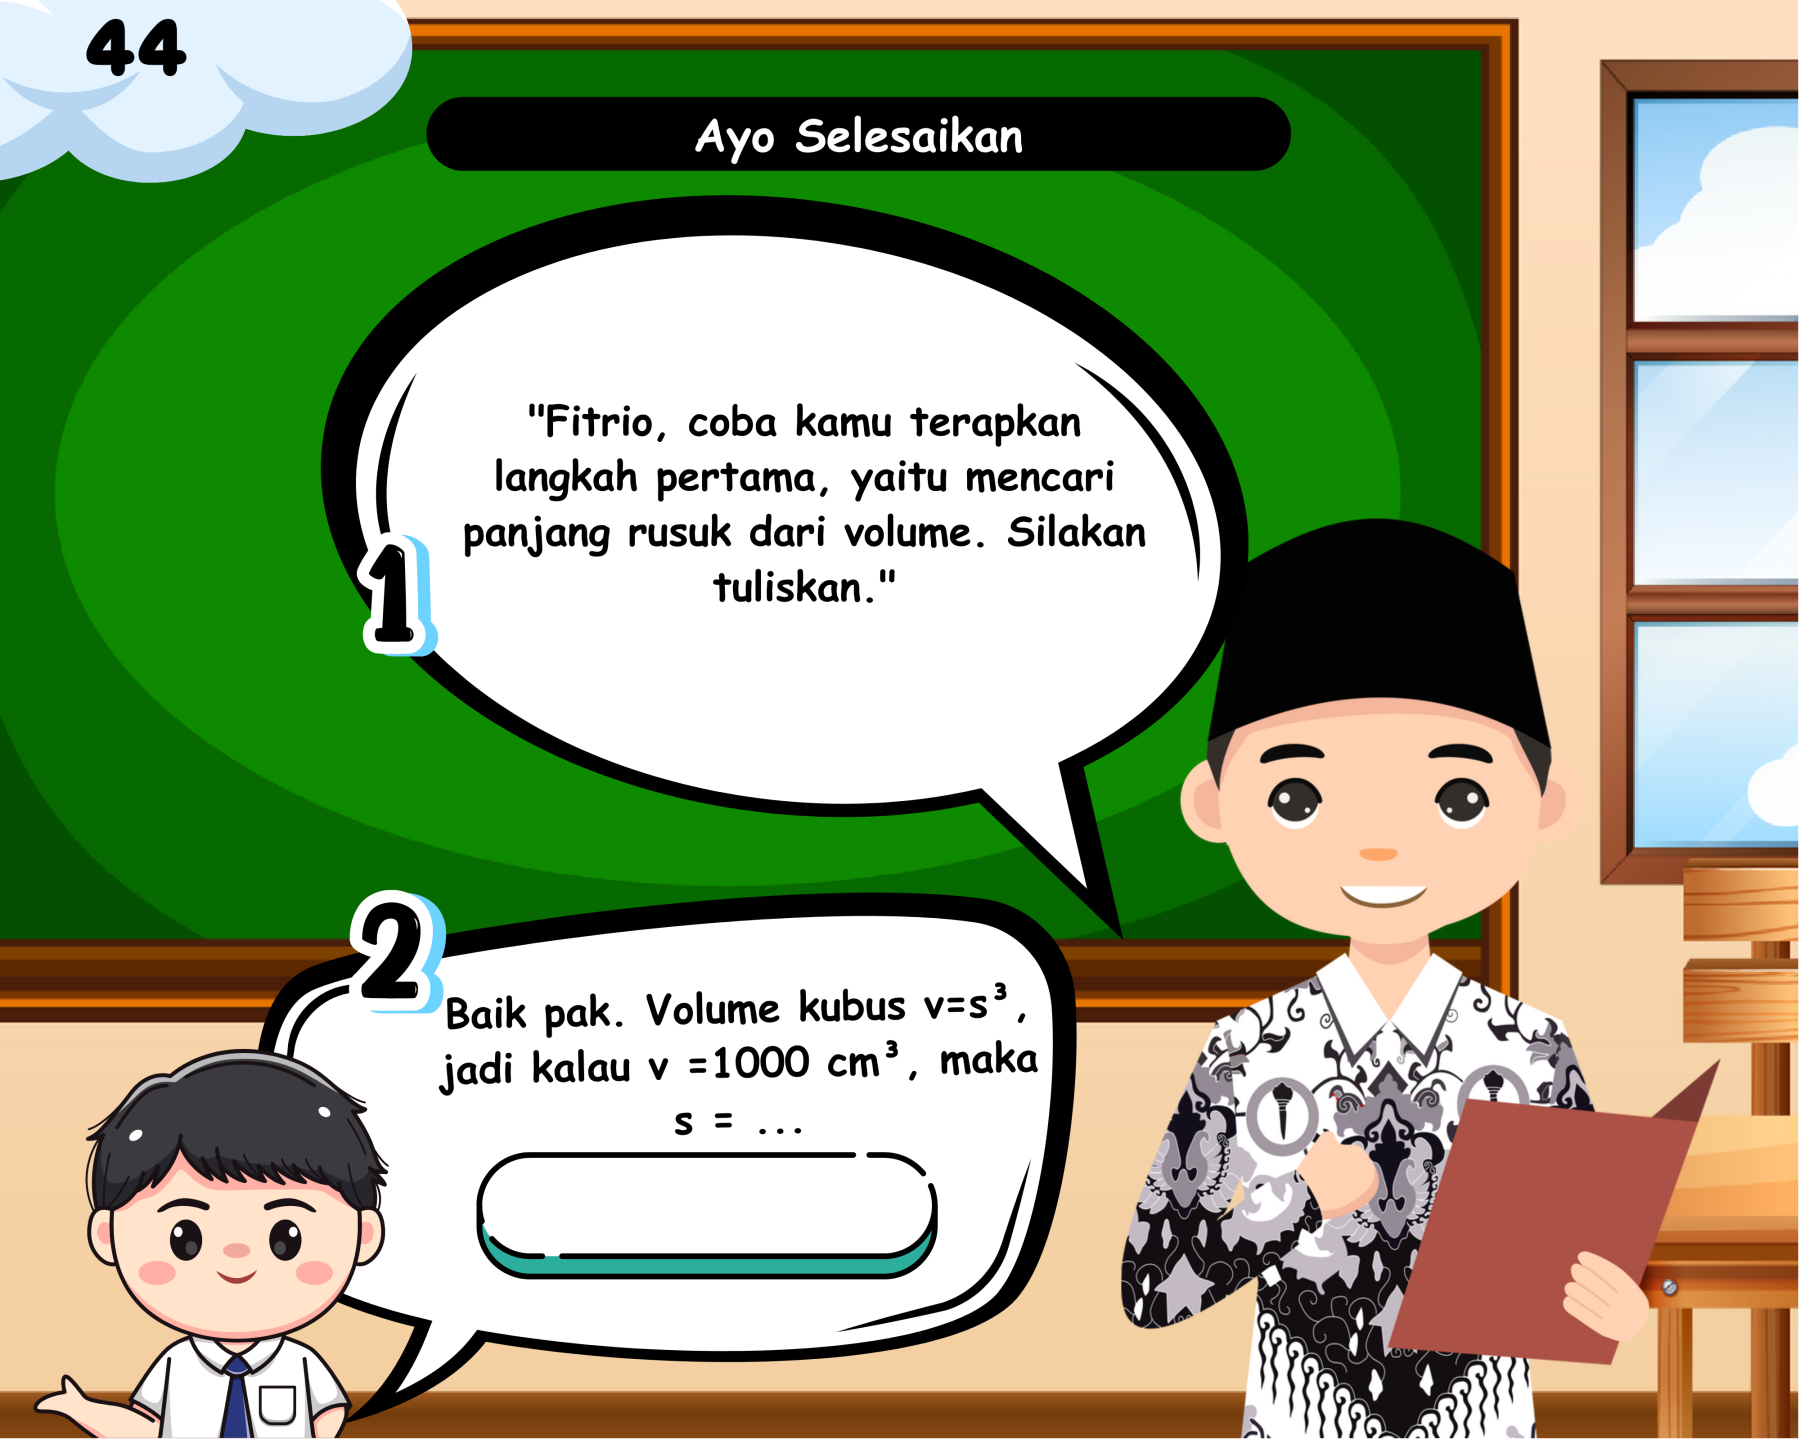 44
Ayo Selesaikan
"Fitrio, coba kamu terapkan
langkah pertama, yaitu mencari
panjang rusuk dari volume. Silakan
tuliskan."
1
2
Baik pak. Volume kubus v=s³,
jadi kalau v =1000 cm³, maka
s = ...